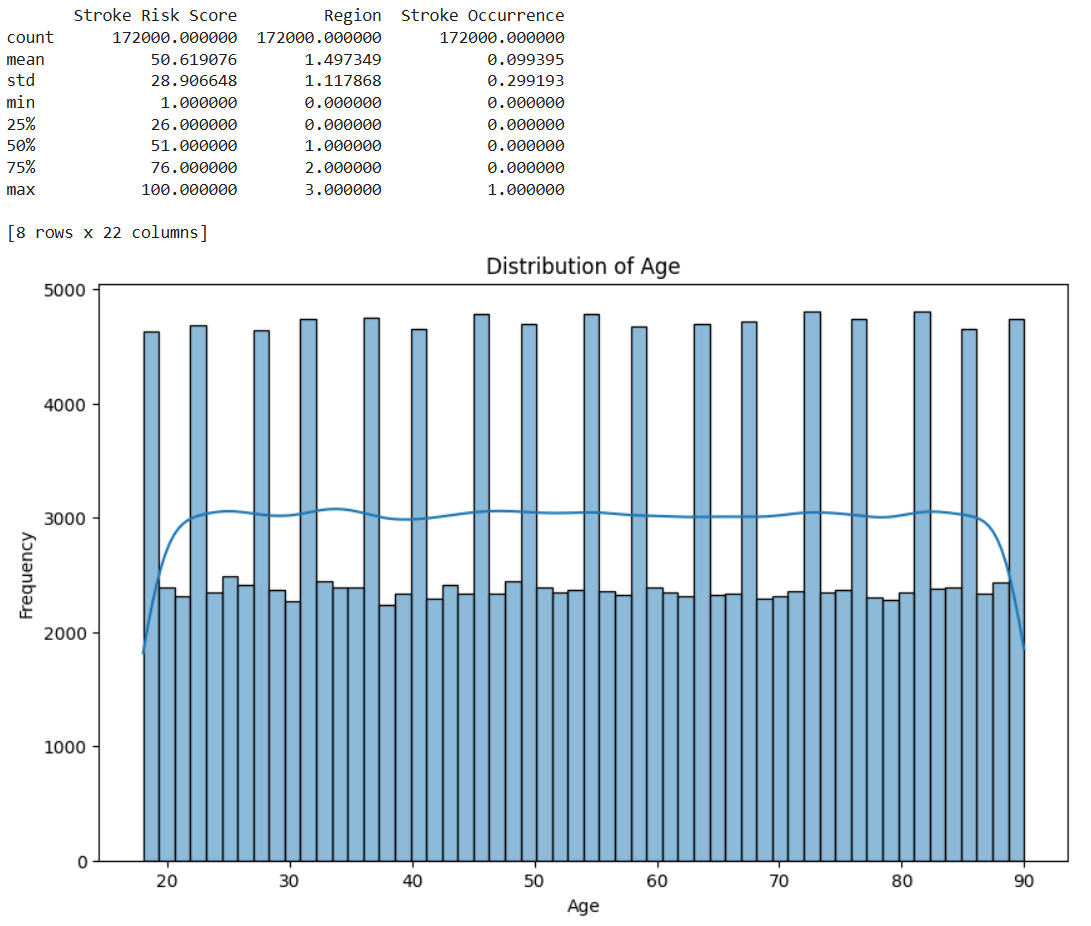 Stroke Risk Score Region Stroke Occurrence
count 172000.000000 172000.000000 172000.000000
mean 50.619076 1.497349 0.099395
std 28.906648 1.117868 0.299193
min 1.000000 0.000000 0.000000
25% 26.000000 0.000000 0.000000
50% 51.000000 1.000000 0.000000
75% 76.000000 2.000000 0.000000
max 100.000000 3.000000 1.000000
[8 rows x 22 columns]
Distribution of Age
5000
4000
3000
2000
1000
0
Frequency
20 30 40 50 60 70 80 90
Age